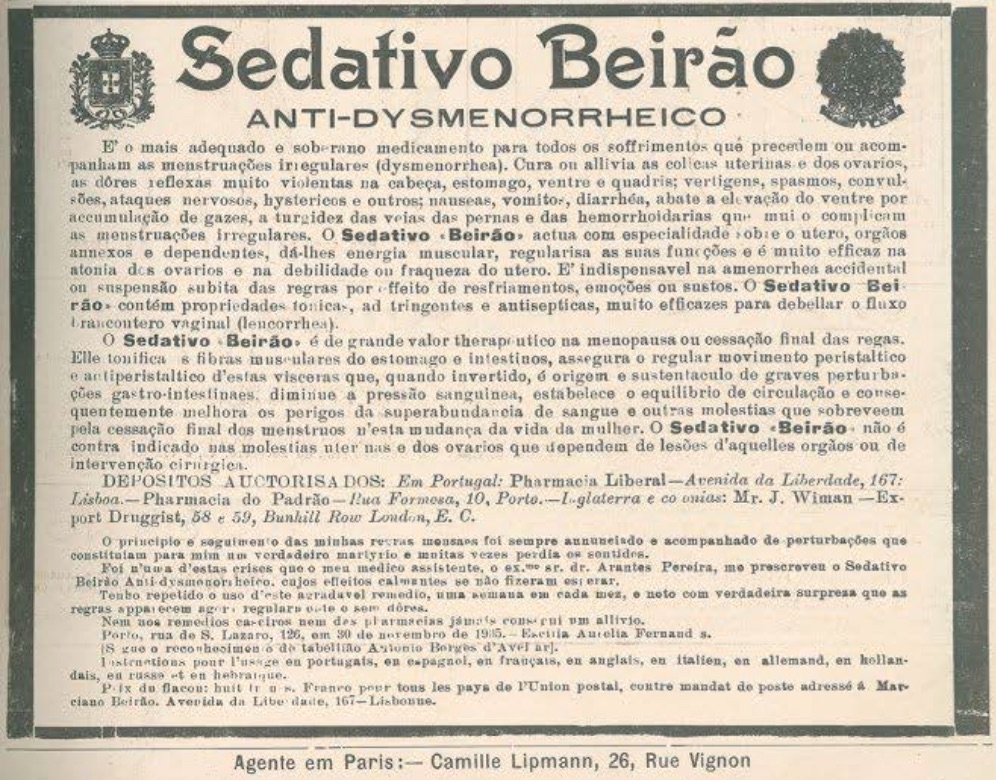 Sedativo Beirão
ANTI-DYSMENORRHEICO
E' o mais adequado e soberano medicamento para todos os soffrimentos que precedem ou acom-
panham as menstruações irregulares (dysmenorrhea). Cura ou allivia as colicas uterinas e dos ovarios,
as dôres reflexas muito violentas na cabeça, estomago, ventre e quadris; vertigens, spasmos, convul-
sões, ataques nervosos, hystericos e outros; nauseas, vomitos, diarrhéa, abate a elevação do ventre por
accumulação de gazes, a turgidez das veias das pernas e das hemorrhoidarias que mui o complicam
as menstruações irregulares. O Sedativo «Beirão» actua com especialidade sobre o utero, orgãos
annexos e dependentes, dá-lhes energia muscular, regularisa as suas funcções e é muito efficaz na
atonia dos ovarios e na debilidade ou fraqueza do utero. E' indispensavel na amenorrhea accidental
ou suspensão subita das regras por effeito de resfriamentos, emoções ou sustos. O Sedativo Bei
rão» contém propriedades tonicas, ad tringentes e antisepticas, muito efficazes para debellar o fluxo
vaginal (leucorrhea).
O Sedativo «Beirão» é de grande valor therapeutico na menopausa ou cessação final das regas.
Elle tonifica s fibras musculares do estomago e intestinos, assegura o regular movimento peristaltico
e antiperistaltico d'estas visceras que, quando invertido, é origem e sustentaculo de graves perturba-
ções gastro-intestinaes; diminue a pressão sanguinea, estabelece o equilibrio de circulação e conse-
quentemente melhora os perigos da superabundancia de sangue e outras molestias que sobreveem
pela cessação final dos menstruos n'esta mudança da vida da mulher. O Sedativo «Beirão» não é
contra indicado nas molestias uterinas e dos ovarios que dependem de lesões d'aquelles orgãos ou de
intervenção cirurgica.
DEPOSITOS AUCTORISADOS: Em Portugal: Pharmacia Liberal—Avenida da Liberdade, 167:
Lisboa.—Pharmacia do Padrão—Rua Formosa, 10, Porto.—Inglaterra e co onias: Mr. J. Wiman—Ex-
port Druggist, 58 e 59, Bunhill Row London, E. C.
O principio e seguimento das minhas regras mensaes foi sempre annunciado e acompanhado de perturbações que
constituiam para mim um verdadeiro martyrio e muitas vezes perdia os sentidos.
Foi n'uma d'estas crises que o meu medico assistente, o ex.mo sr. dr. Arantes Pereira, me prescreveu o Sedativo
Beirão Anti-dysmenorrheico, cujos effeitos calmantes se não fizeram esperar.
Tenho repetido o uso d'este agradavel remedio, uma semana em cada mez, e noto com verdadeira surpreza que as
regras apparecem agora regularmente e sem dôres.
Nem nos remedios caseiros nem des pharmacias jámais consegui um allivio.
Porto, rua de S. Lazaro, 126, em 30 de novembro de Aurelia
reconhecimen o do tabellião Antonio Borges d'Avellar].
Instructions pour l'usage en portugais, en espagnol, en français, en anglais, en italien, en allemand, en hollan-
dais, en russe et en hebraique.
Prix du flacon: huit francs. Franco pour tous les pays de l'Union postal, contre mandat de poste adressé á Mar-
ciano Beirão. Avenida da Liberdade, 167—Lisbonne.
Agente em Paris:— Camille Lipmann, 26, Rue Vignon